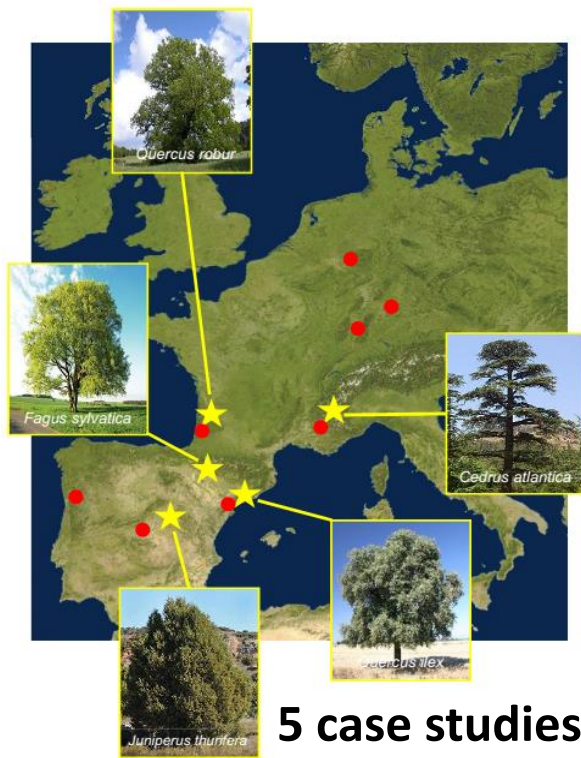 Quercus robur
Fagus sylvatica
Cedrus atlantica
Quercus ilex
Juniperus thurifera
5 case studies